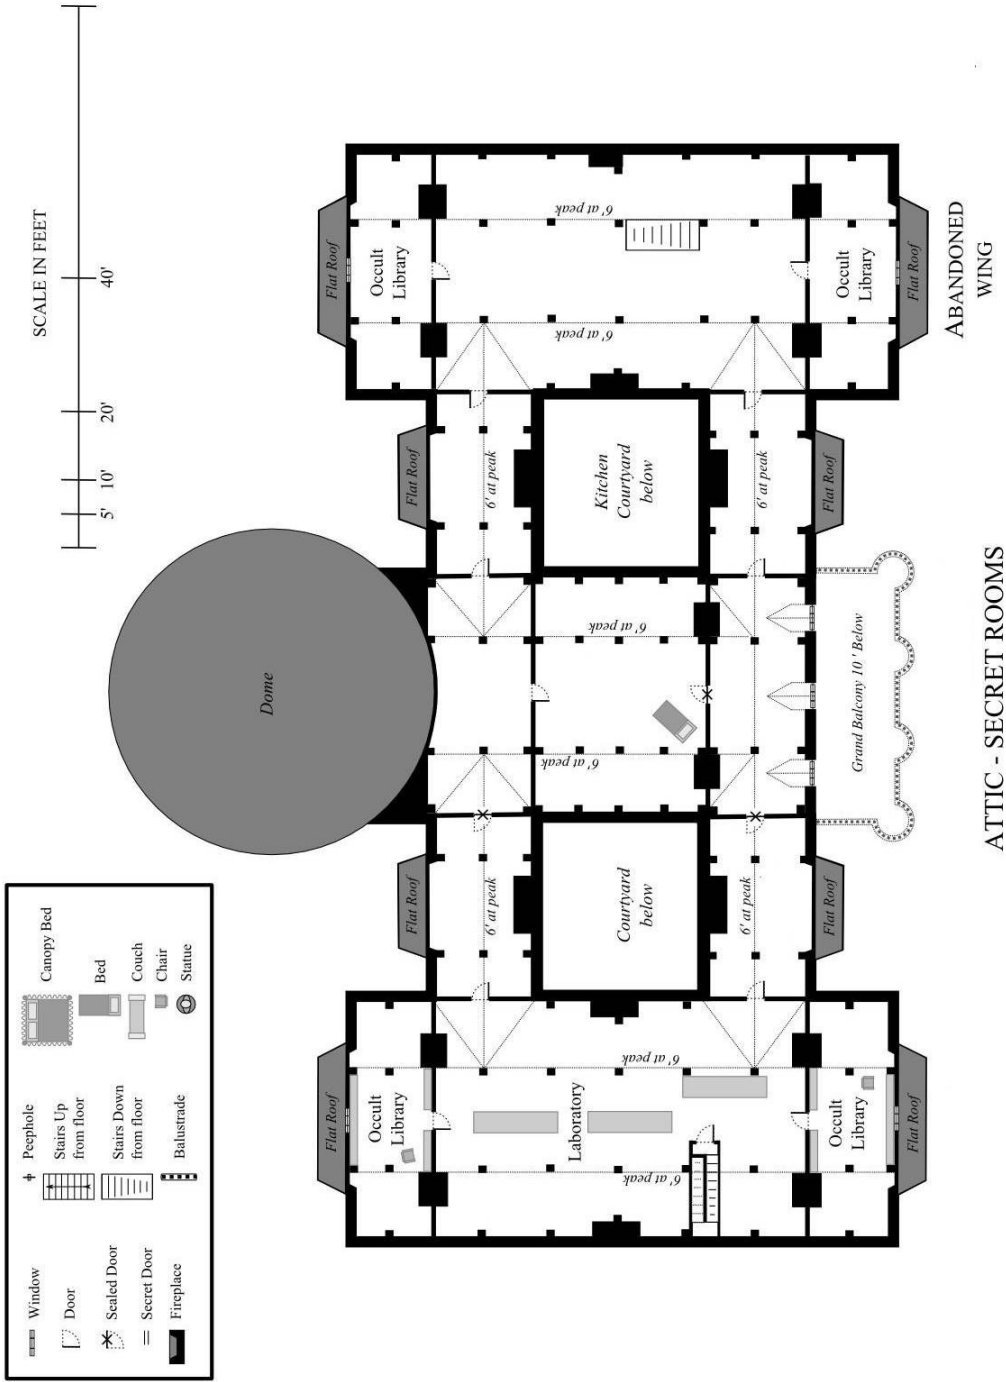 SCALE IN FEET
5'
10'
20'
40'
Window
Door
Sealed Door
Secret Door
Fireplace
Peephole
Stairs Up
from floor
Stairs Down
from floor
Balustrade
Canopy Bed
Bed
Couch
Chair
Statue
Dome
Flat Roof
Flat Roof
Flat Roof
Flat Roof
Occult
Library
Occult
Library
6' at peak
6' at peak
6' at peak
6' at peak
6' at peak
6' at peak
Laboratory
6' at peak
6' at peak
Courtyard
below
Kitchen
Courtyard
below
6' at peak
6' at peak
Occult
Library
Occult
Library
Flat Roof
Flat Roof
Flat Roof
Flat Roof
Grand Balcony 10 ' Below
ABANDONED
WING
ATTIC - SECRET ROOMS